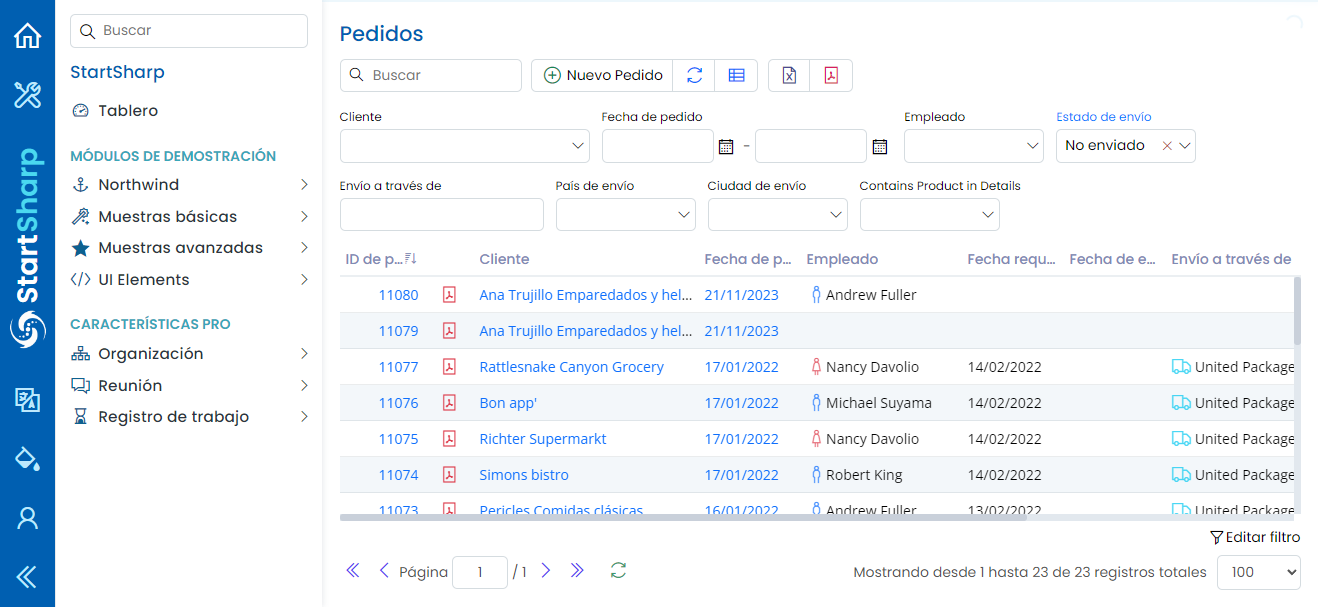 StartSharp
Buscar
StartSharp
Tablero
MÓDULOS DE DEMOSTRACIÓN
Northwind
Muestras básicas
Muestras avanzadas
UI Elements
CARACTERÍSTICAS PRO
Organización
Reunión
Registro de trabajo
Pedidos
Buscar
Nuevo Pedido
Cliente Fecha de pedido Empleado Estado de envío
- No enviado
Envío a través de País de envío Ciudad de envío Contains Product in Details
ID de p... Cliente Fecha de p... Empleado Fecha requ... Fecha de e... Envío a través de
11080 Ana Trujillo Emparedados y hel... 21/11/2023 Andrew Fuller
11079 Ana Trujillo Emparedados y hel... 21/11/2023
11077 Rattlesnake Canyon Grocery 17/01/2022 Nancy Davolio 14/02/2022 United Package
11076 Bon app' 17/01/2022 Michael Suyama 14/02/2022 United Package
11075 Richter Supermarkt 17/01/2022 Nancy Davolio 14/02/2022 United Package
11074 Simons bistro 17/01/2022 Robert King 14/02/2022 United Package
11073 Pericles Comidas clásicas 16/01/2022 Andrew Fuller 13/02/2022 United Package
Editar filtro
Página 1 / 1 Mostrando desde 1 hasta 23 de 23 registros totales 100